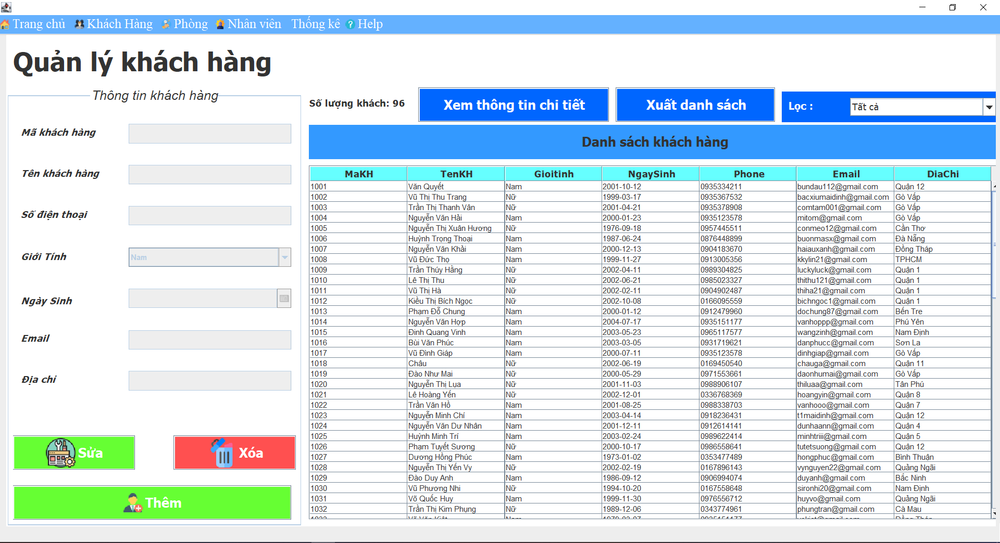 Trang chủ Khách Hàng Phòng Nhân viên Thống kê Help
Quản lý khách hàng
Thông tin khách hàng
Mã khách hàng
Tên khách hàng
Số điện thoại
Giới Tính Nam
Ngày Sinh
Email
Địa chỉ
Sửa Xóa
Thêm
Số lượng khách: 96 Xem thông tin chi tiết Xuất danh sách Lọc : Tất cả
Danh sách khách hàng
MaKH TenKH Gioitinh NgaySinh Phone Email DiaChi
1001 Văn Quyết Nam 2001-10-12 0935334211 bundau112@gmail.com Quận 12
1002 Vũ Thị Thu Trang Nữ 1999-03-17 0935367532 bacxiumaidinh@gmail.com Gò Vấp
1003 Trần Thị Thanh Vân Nữ 2001-04-21 0935378908 comtam001@gmail.com Gò Vấp
1004 Nguyễn Văn Hải Nam 2000-01-23 0935123578 mitom@gmail.com Gò Vấp
1005 Nguyễn Thị Xuân Hương Nữ 1976-09-18 0957445511 conmeo12@gmail.com Cần Thơ
1006 Huỳnh Trọng Thoại Nam 1987-06-24 0876448899 buonmasx@gmail.com Đà Nẵng
1007 Nguyễn Văn Khải Nam 2000-12-13 0904183670 haiauxanh@gmail.com Đồng Tháp
1008 Vũ Đức Thọ Nam 1999-11-27 0913005356 kkylin21@gmail.com TPHCM
1009 Trần Thúy Hằng Nữ 2002-04-11 0989304825 luckyluck@gmail.com Quận 1
1010 Lê Thị Thu Nữ 2002-06-21 0985023327 thithu121@gmail.com Quận 1
1011 Vũ Thị Hà Nữ 2002-02-11 0904902487 thiha21@gmail.com Quận 1
1012 Kiều Thị Bích Ngọc Nữ 2002-10-08 0166095559 bichngoc1@gmail.com Quận 1
1013 Phạm Đỗ Chung Nam 2000-01-12 0912479960 dochung87@gmail.com Bến Tre
1014 Nguyễn Văn Hợp Nam 2004-07-17 0935151177 vanhoppp@gmail.com Phú Yên
1015 Đinh Quang Vinh Nam 2003-05-23 0965117577 wangzinh@gmail.com Nam Định
1016 Bùi Văn Phúc Nam 2003-03-05 0931719621 danphucc@gmail.com Sơn La
1017 Vũ Đình Giáp Nam 2000-07-11 0935123578 dinhgiap@gmail.com Gò Vấp
1018 Châu Nữ 2002-06-19 0169450540 chauga@gmail.com Quận 11
1019 Đào Như Mai Nữ 2000-05-29 0971553661 daonhumai@gmail.com Gò Vấp
1020 Nguyễn Thị Lụa Nữ 2001-11-03 0988906107 thiluaa@gmail.com Tân Phú
1021 Lê Hoàng Yến Nữ 2002-12-01 0336768369 hoangyin@gmail.com Quận 8
1022 Trần Văn Hồ Nam 2001-08-25 0988338703 vanhooo@gmail.com Quận 7
1023 Nguyễn Minh Chí Nam 2003-04-14 0918236431 t1maidinh@gmail.com Quận 12
1024 Nguyễn Văn Dư Nhân Nam 2001-12-11 0912614141 dunhaann@gmail.com Quận 4
1025 Huỳnh Minh Trí Nam 2003-02-24 0989622414 minhtriii@gmail.com Quận 5
1026 Phạm Tuyết Sương Nữ 2000-10-17 0986558641 tutetsuong@gmail.com Quận 12
1027 Dương Hồng Phúc Nam 1973-01-02 0353477489 hongphuc@gmail.com Bình Thuận
1028 Nguyễn Thị Yến Vy Nữ 2002-02-19 0167896143 vynguyen22@gmail.com Quảng Ngãi
1029 Đào Duy Anh Nam 1986-09-12 0906994074 duyanh@gmail.com Bắc Ninh
1030 Vũ Phương Nhi Nữ 1994-10-20 0167558648 sironhi20@gmail.com Nam Định
1031 Võ Quốc Huy Nam 1999-11-30 0976556712 huyvo@gmail.com Quảng Ngãi
1032 Trần Thị Kim Phụng Nữ 1989-12-06 0343774961 phungtran@gmail.com Cà Mau